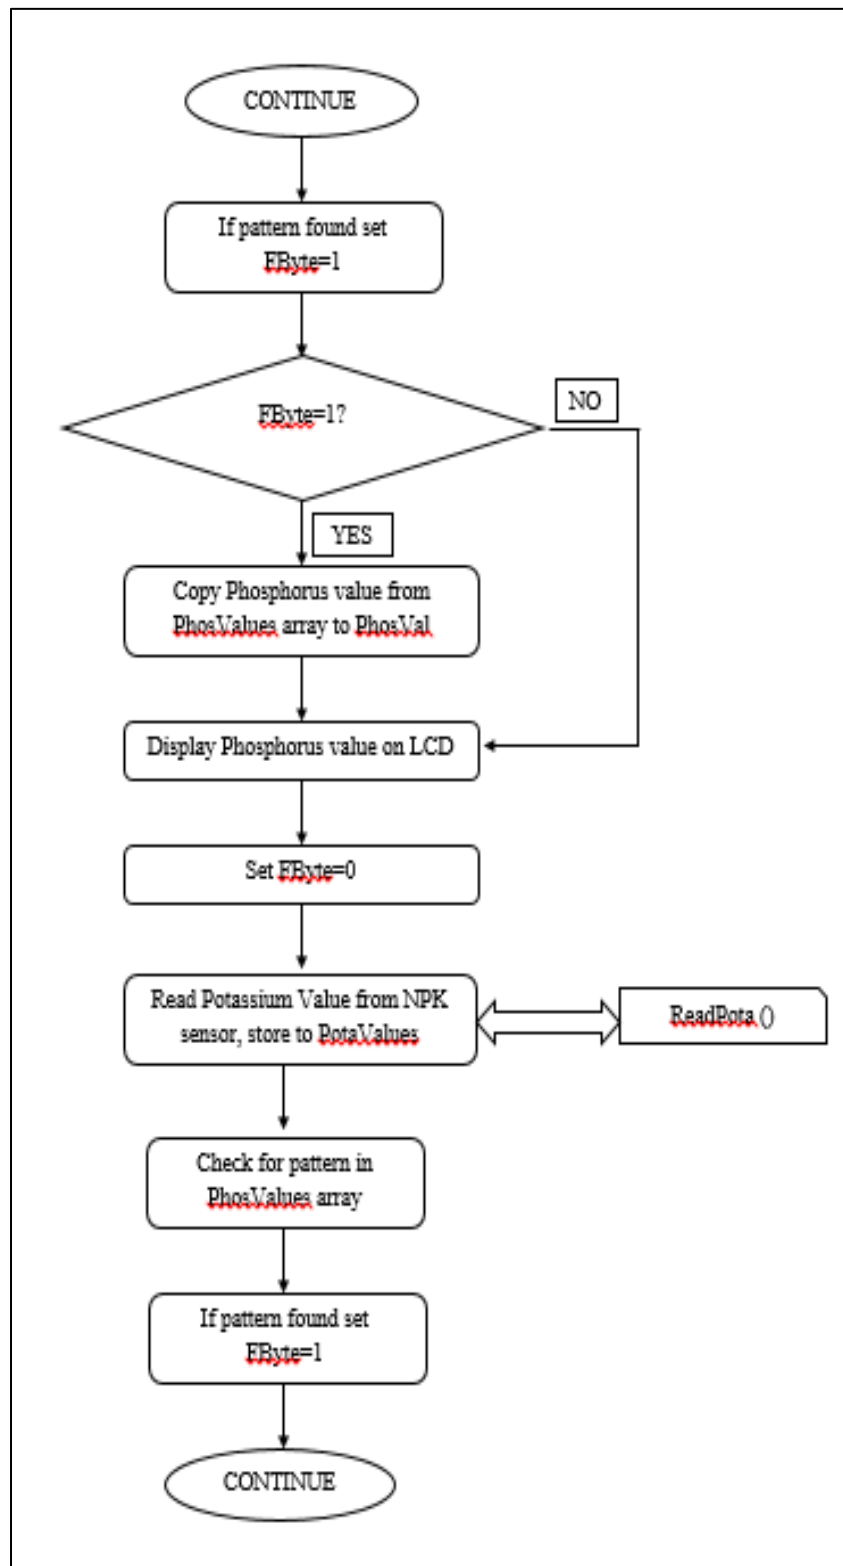 CONTINUE
If pattern found set
FByte=1
FByte=1?
NO
YES
Copy Phosphorus value from
PhosValues array to PhosVal
Display Phosphorus value on LCD
Set FByte=0
Read Potassium Value from NPK
sensor, store to PotaValues
ReadPota ()
Check for pattern in
PhosValues array
If pattern found set
FByte=1
CONTINUE